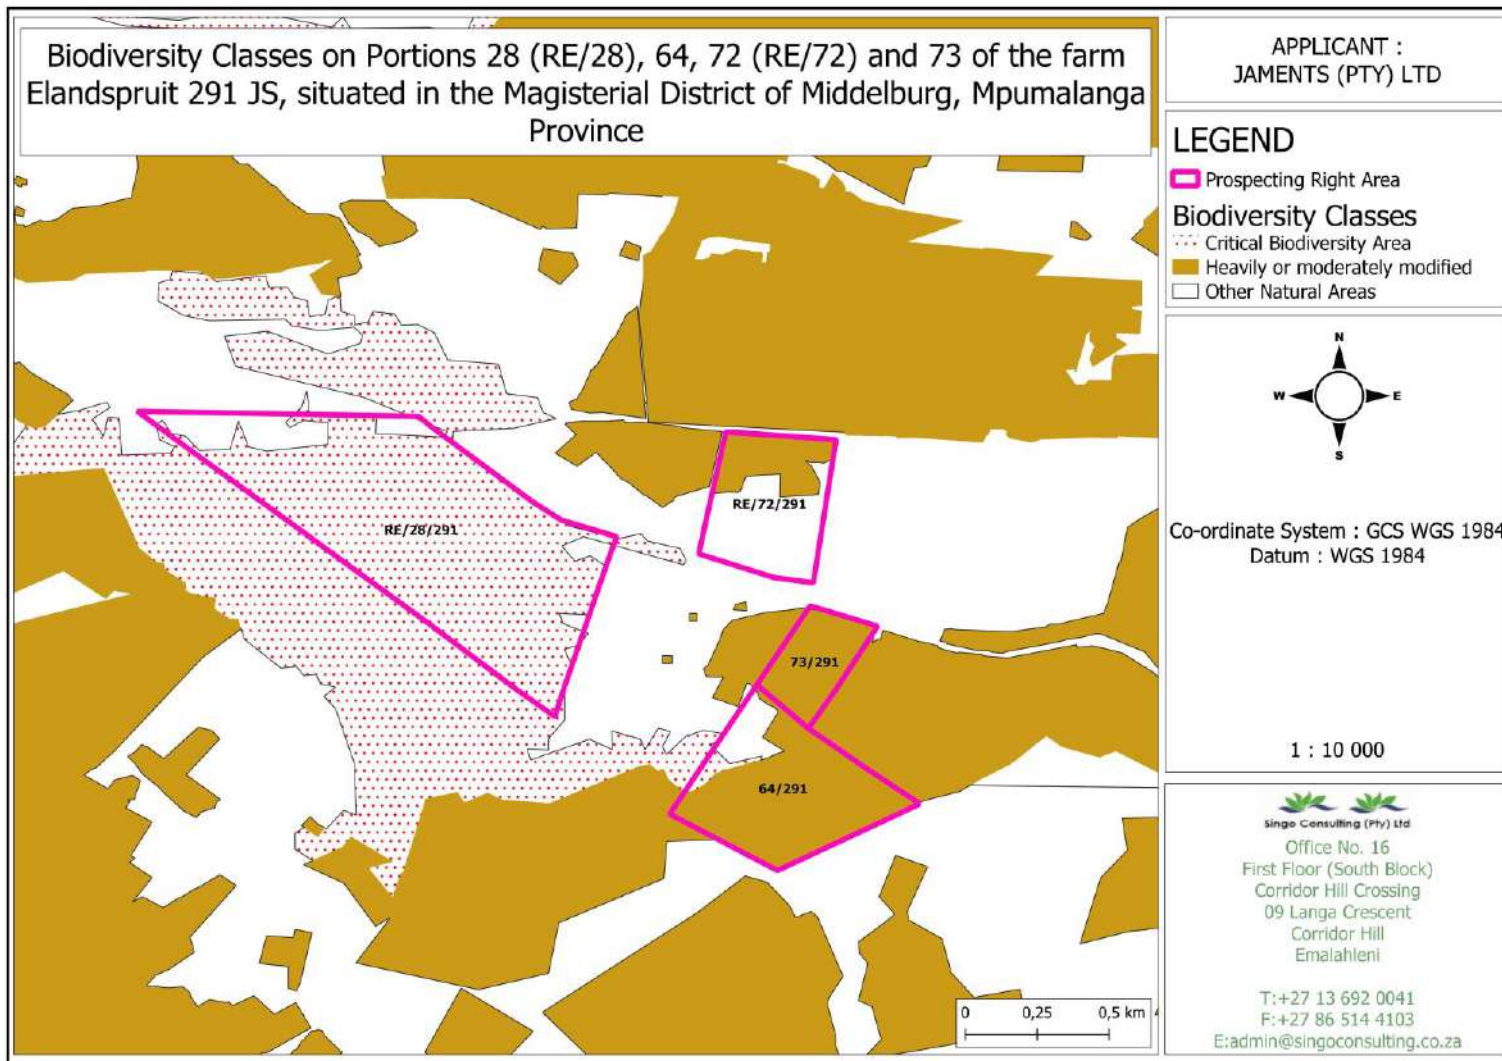 Biodiversity Classes on Portions 28 (RE/28), 64, 72 (RE/72) and 73 of the farm
Elandspruit 291 JS, situated in the Magisterial District of Middelburg, Mpumalanga
Province
APPLICANT :
JAMENTS (PTY) LTD
LEGEND
Prospecting Right Area
Biodiversity Classes
Critical Biodiversity Area
Heavily or moderately modified
Other Natural Areas
N
W
E
S
Co-ordinate System : GCS WGS 1984
Datum : WGS 1984
1 : 10 000
RE/28/291
RE/72/291
73/291
64/291
0
0,25
0,5 km
Singo Consulting (Pty) Ltd
Office No. 16
First Floor (South Block)
Corridor Hill Crossing
09 Langa Crescent
Corridor Hill
Emalahleni
T:+27 13 692 0041
F:+27 86 514 4103
E:admin@singoconsulting.co.za